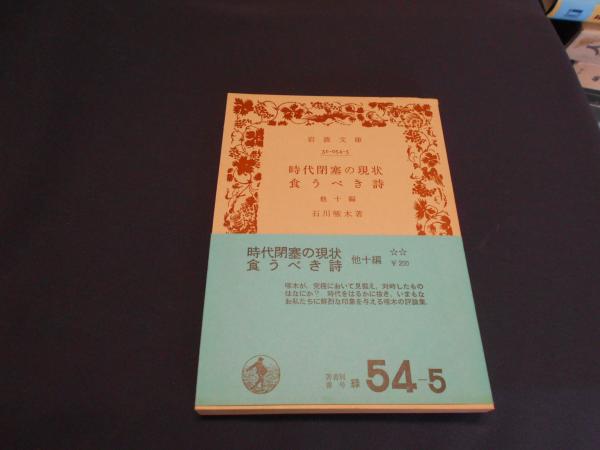 岩波文庫
31-054-5
時代閉塞の現状
食うべき詩
他十編
石川啄木著
時代閉塞の現状
食うべき詩 他十編
☆☆
¥200
啄木が、究極において見据え、対峙したもの
はなにか? 時代をはるかに抜き、いまもな
お私たちに鮮烈な印象を与える啄木の評論集.
著者別
番号 緑 54-5